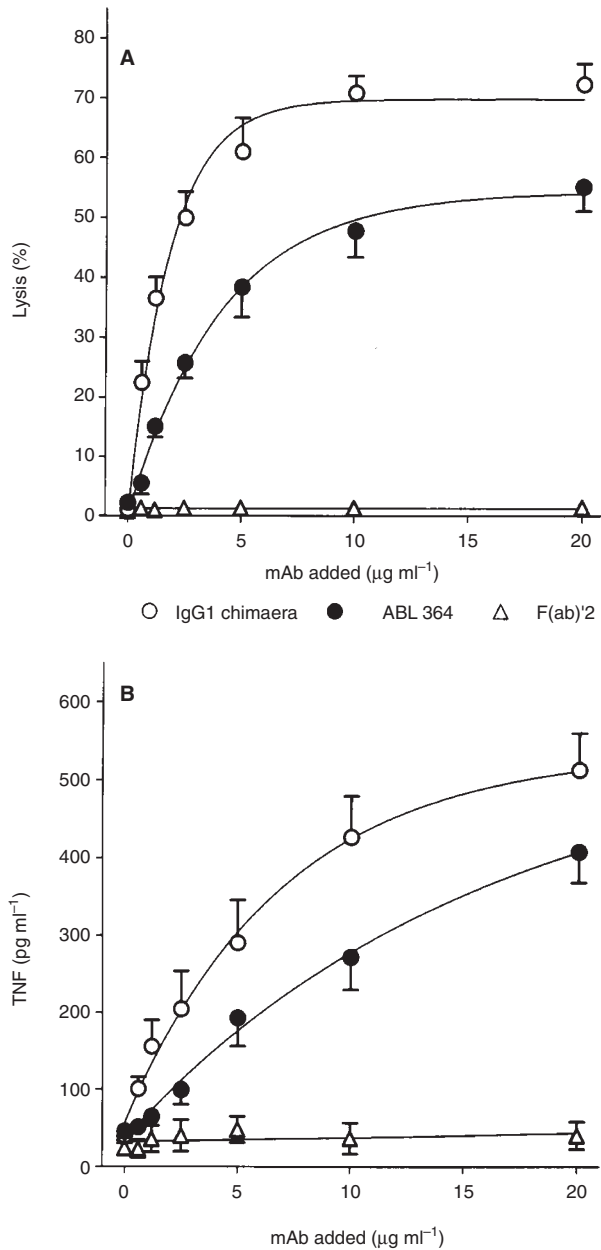 A
80
70
60
50
40
30
20
10
0
Lysis (%)
0 5 10 15 20
mAb added (µg ml⁻¹)
IgG1 chimaera ABL 364 F(ab)'2
B
600
500
400
300
200
100
0
TNF (pg ml⁻¹)
0 5 10 15 20
mAb added (µg ml⁻¹)